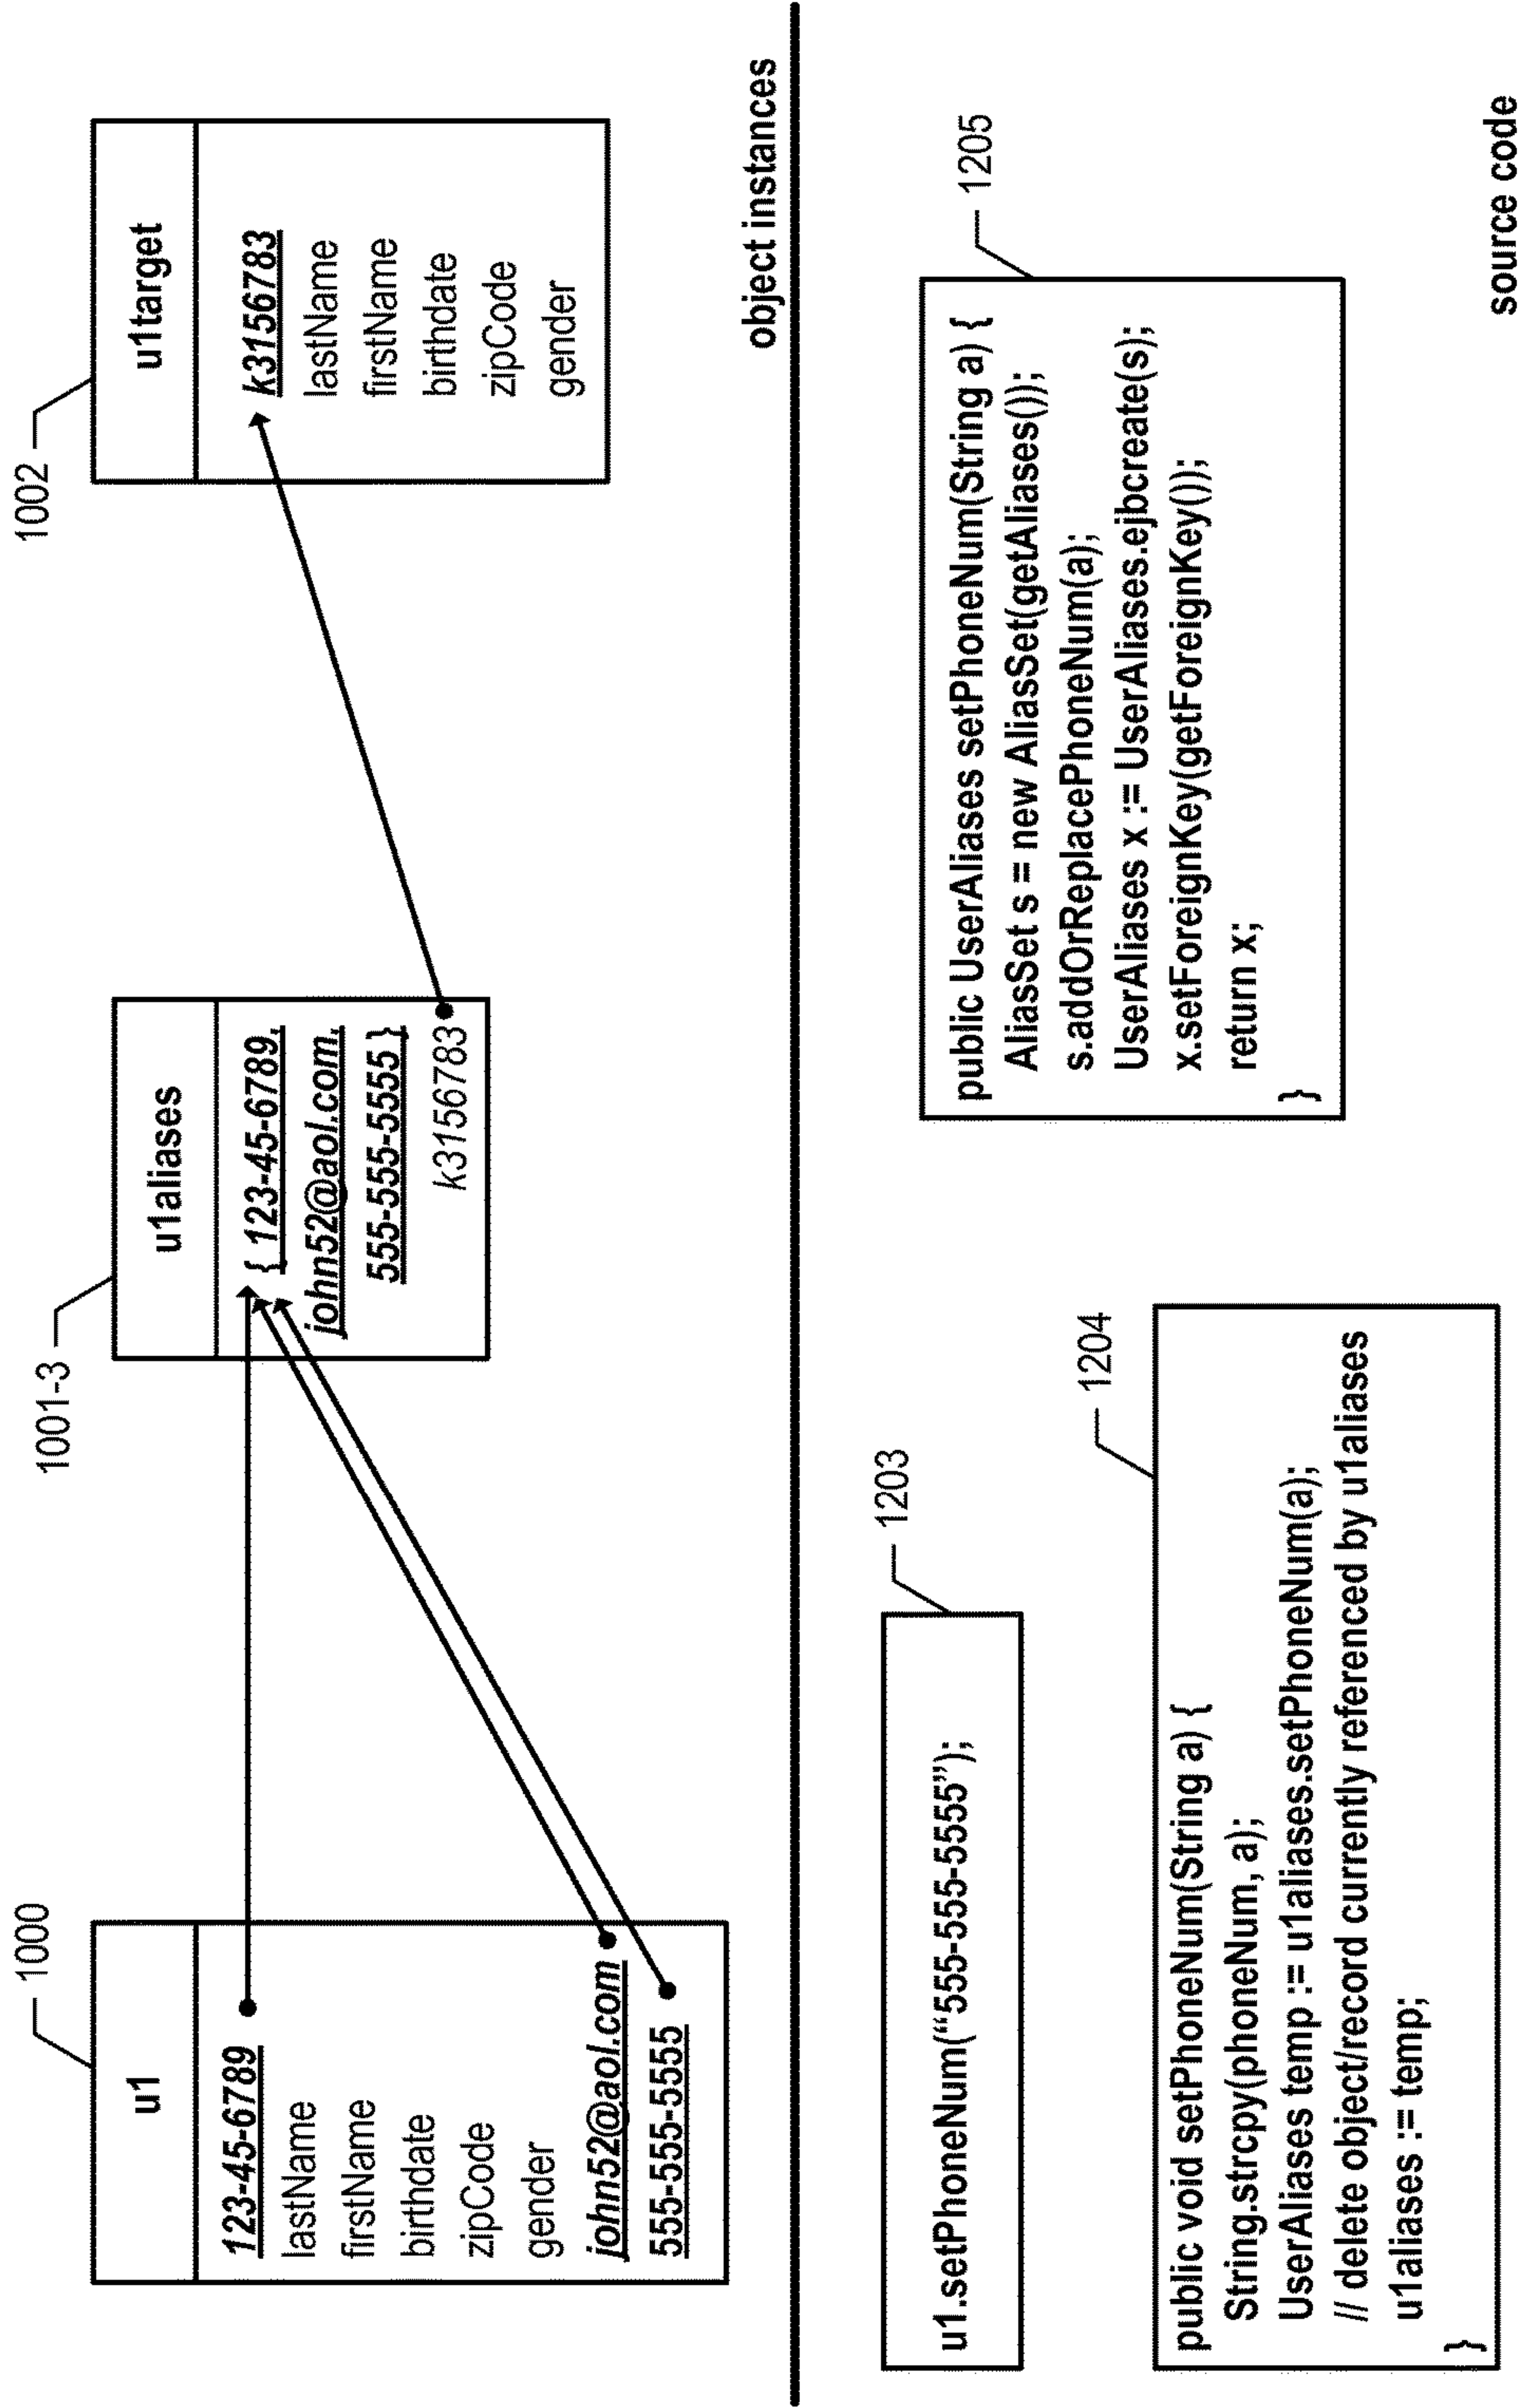 1000
u1
123-45-6789
lastName
firstName
birthdate
zipCode
gender
john52@aol.com
555-555-5555
1001-3
u1aliases
{ 123-45-6789,
john52@aol.com,
555-555-5555 }
k3156783
1002
u1target
k3156783
lastName
firstName
birthdate
zipCode
gender
object instances
1203
u1.setPhoneNum(“555-555-5555”);
1204
public void setPhoneNum(String a) {
String.strcpy(phoneNum, a);
UserAliases temp := u1aliases.setPhoneNum(a);
// delete object/record currently referenced by u1aliases
u1aliases := temp;
}
1205
public UserAliases setPhoneNum(String a) {
AliasSet s = new AliasSet(getAliases());
s.addOrReplacePhoneNum(a);
UserAliases x := UserAliases.ejbcreate(s);
x.setForeignKey(getForeignKey());
return x;
}
source code